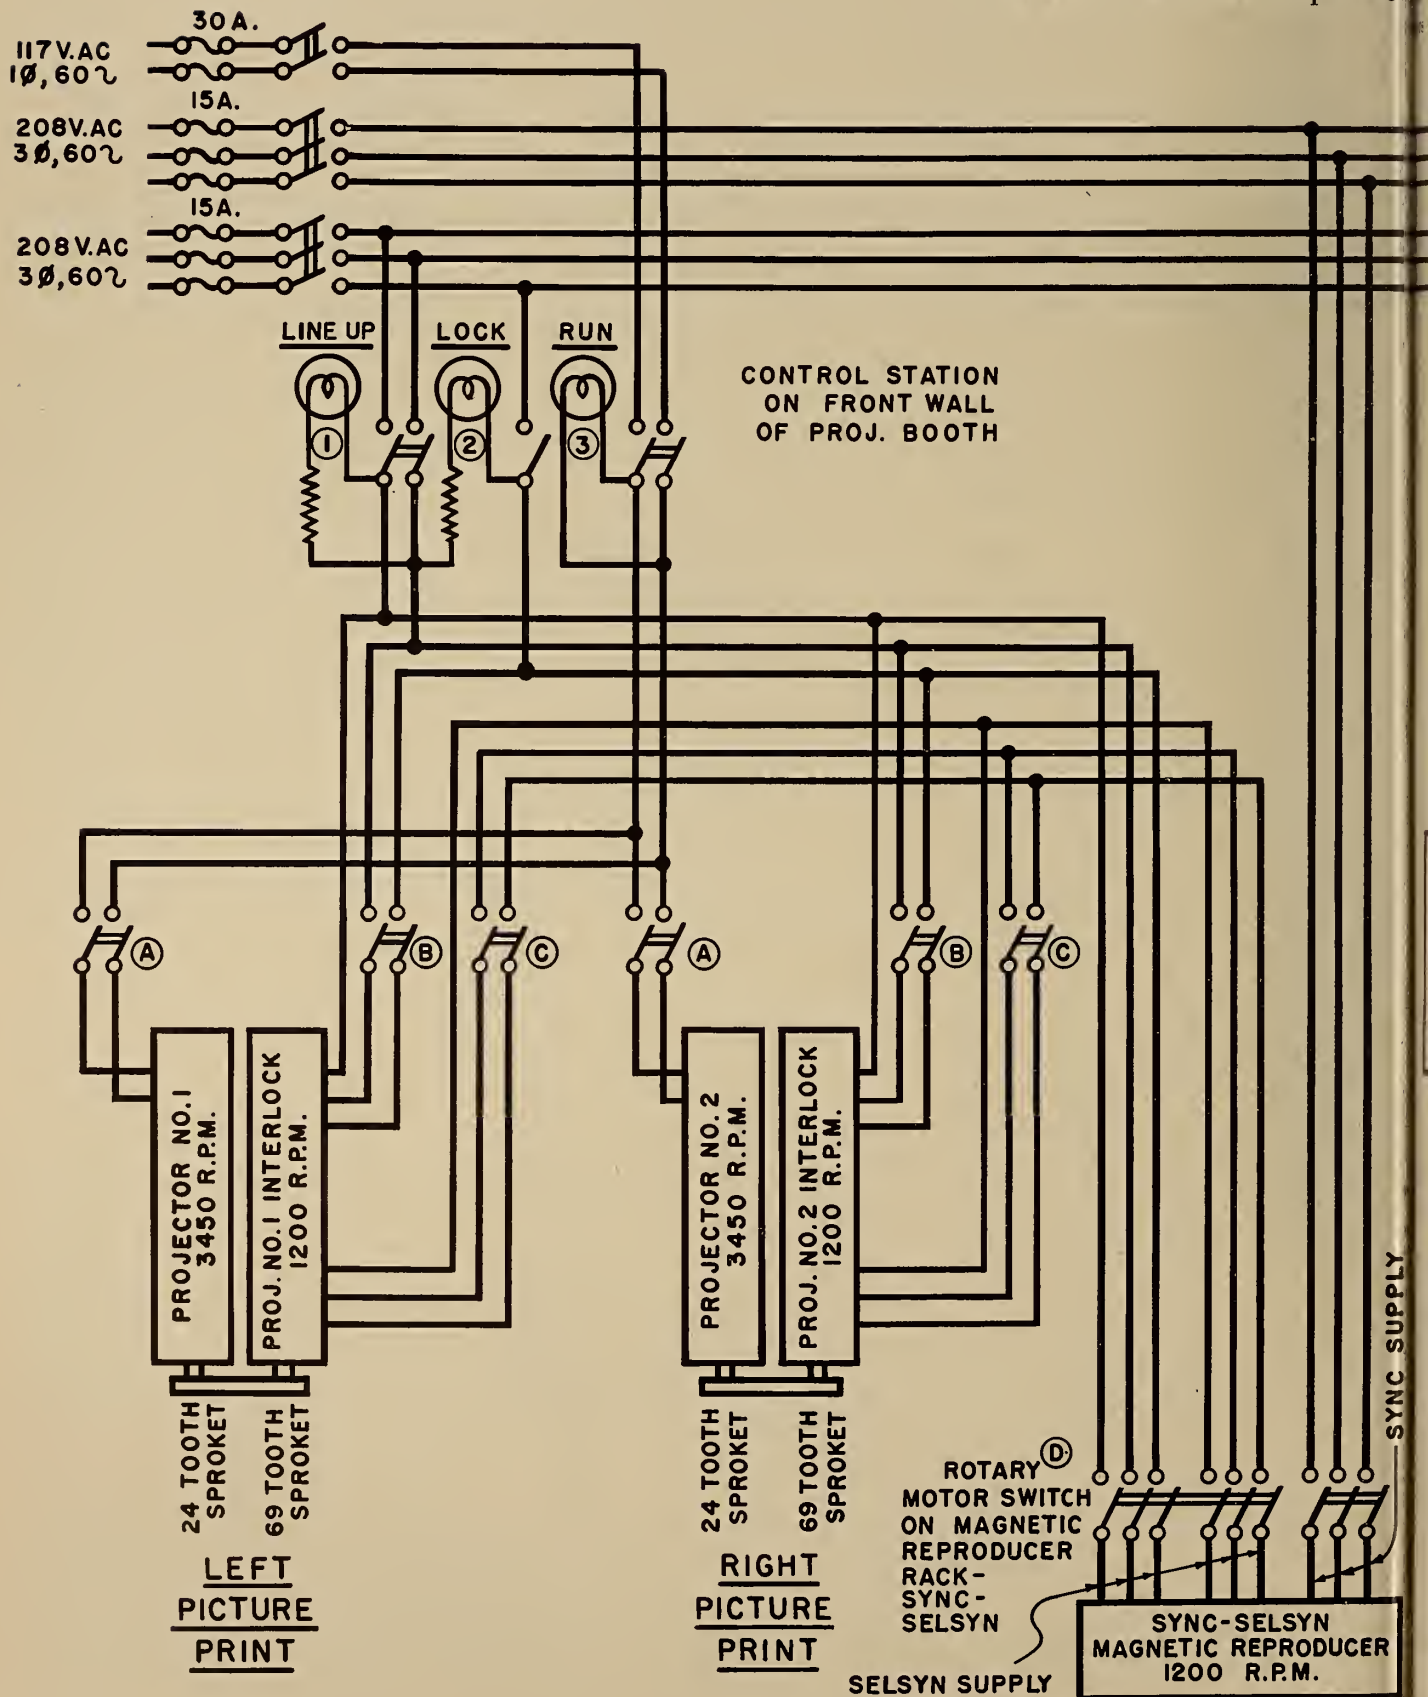 30 A.
117 V. AC
1Ø, 60~
15A.
208V. AC
3Ø, 60~
15A.
208 V. AC
3Ø, 60~
LINE UP
LOCK
RUN
CONTROL STATION
ON FRONT WALL
OF PROJ. BOOTH
1
2
3
A
B
C
A
B
C
PROJECTOR NO. 1
3450 R.P.M.
PROJ. NO. 1 INTERLOCK
1200 R.P.M.
PROJECTOR NO. 2
3450 R.P.M.
PROJ. NO. 2 INTERLOCK
1200 R.P.M.
24 TOOTH
SPROKET
69 TOOTH
SPROKET
24 TOOTH
SPROKET
69 TOOTH
SPROKET
LEFT
PICTURE
PRINT
RIGHT
PICTURE
PRINT
D
ROTARY
MOTOR SWITCH
ON MAGNETIC
REPRODUCER
RACK-
SYNC-
SELSYN
SELSYN SUPPLY
SYNC SUPPLY
SYNC-SELSYN
MAGNETIC REPRODUCER
1200 R.P.M.